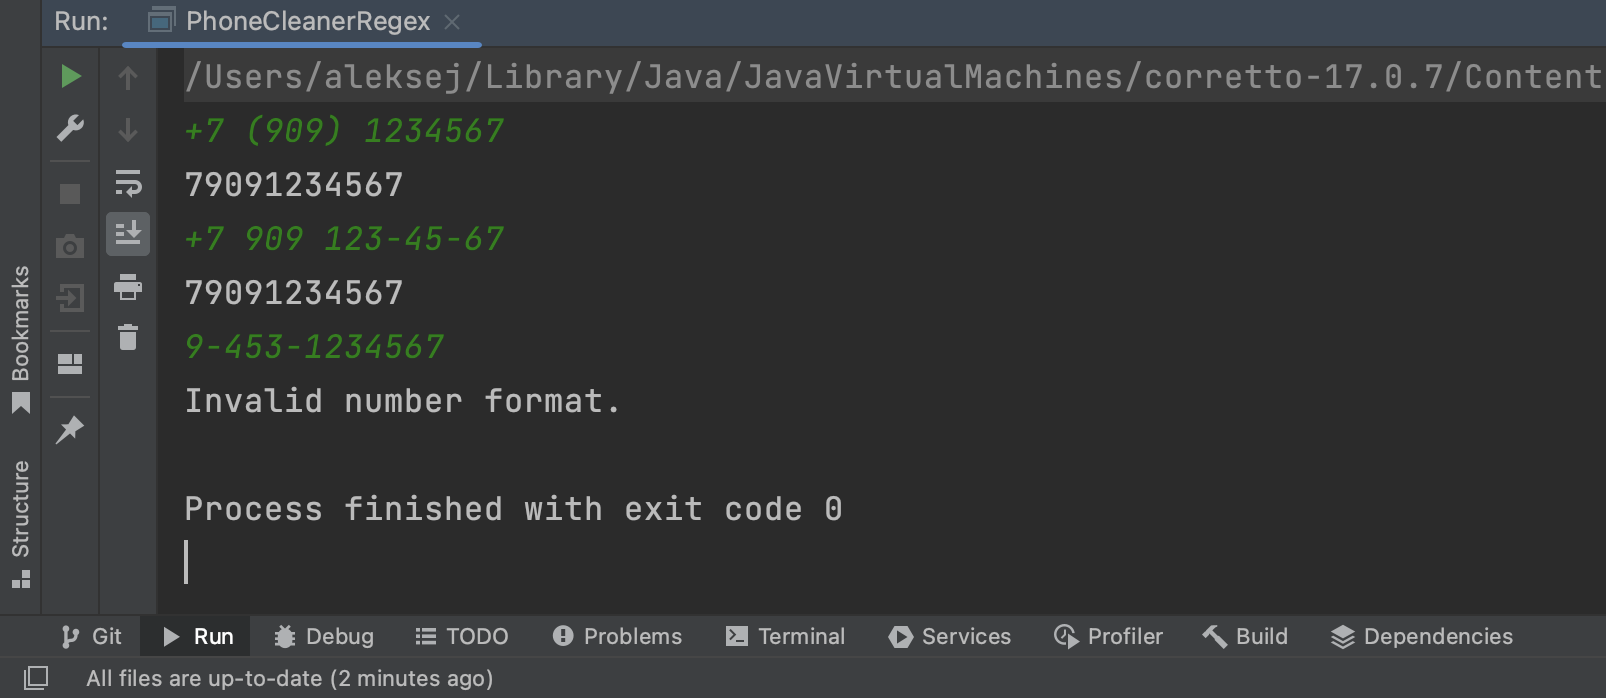 Run: PhoneCleanerRegex
/Users/aleksej/Library/Java/JavaVirtualMachines/corretto-17.0.7/Content
+7 (909) 1234567
79091234567
+7 909 123-45-67
79091234567
9-453-1234567
Invalid number format.
Process finished with exit code 0
Bookmarks
Structure
Git Run Debug TODO Problems Terminal Services Profiler Build Dependencies
All files are up-to-date (2 minutes ago)